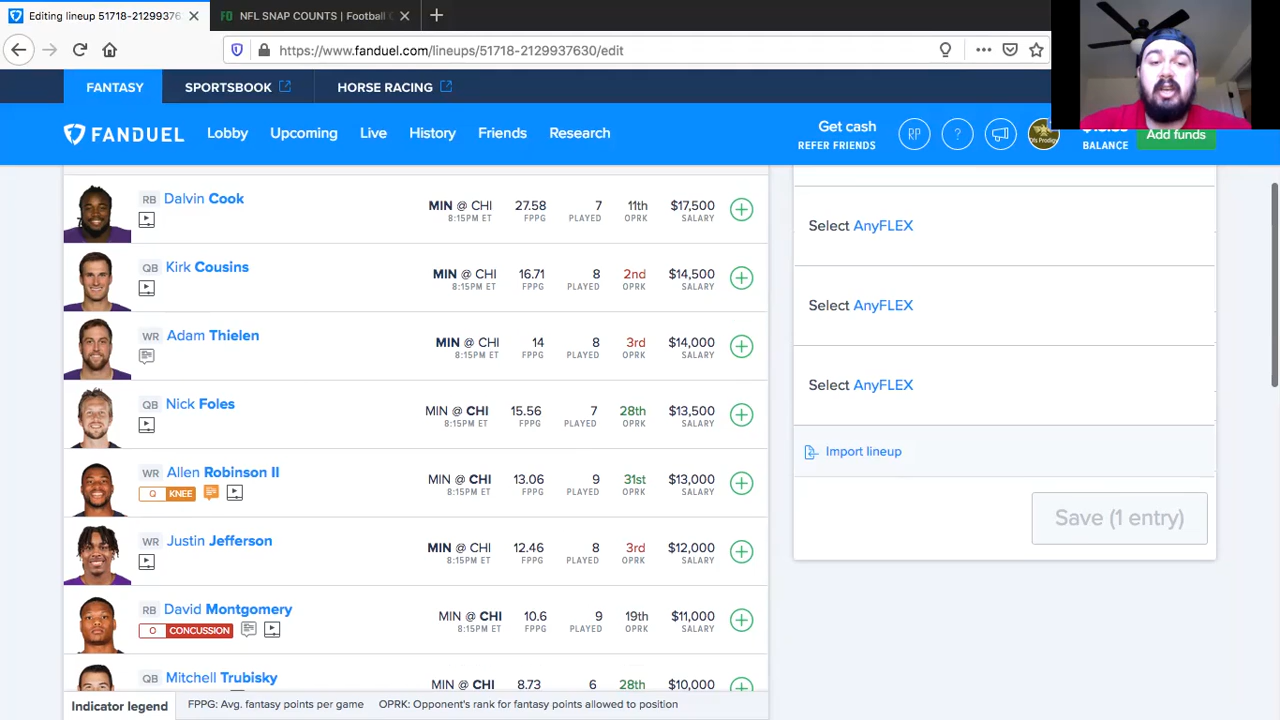 Editing lineup 51718-21299376
NFL SNAP COUNTS | Football
https://www.fanduel.com/lineups/51718-2129937630/edit
FANTASY SPORTSBOOK HORSE RACING
FANDUEL Lobby Upcoming Live History Friends Research
Get cash
REFER FRIENDS
RP ?
BALANCE
Add funds
RB Dalvin Cook MIN @ CHI 27.58 7 11th $17,500
8:15PM ET FPPG PLAYED OPRK SALARY
QB Kirk Cousins MIN @ CHI 16.71 8 2nd $14,500
8:15PM ET FPPG PLAYED OPRK SALARY
WR Adam Thielen MIN @ CHI 14 8 3rd $14,000
8:15PM ET FPPG PLAYED OPRK SALARY
QB Nick Foles MIN @ CHI 15.56 7 28th $13,500
8:15PM ET FPPG PLAYED OPRK SALARY
WR Allen Robinson II MIN @ CHI 13.06 9 31st $13,000
Q KNEE 8:15PM ET FPPG PLAYED OPRK SALARY
WR Justin Jefferson MIN @ CHI 12.46 8 3rd $12,000
8:15PM ET FPPG PLAYED OPRK SALARY
RB David Montgomery MIN @ CHI 10.6 9 19th $11,000
O CONCUSSION 8:15PM ET FPPG PLAYED OPRK SALARY
QB Mitchell Trubisky MIN @ CHI 8.73 6 28th $10,000
Indicator legend FPPG: Avg. fantasy points per game OPRK: Opponent's rank for fantasy points allowed to position
Select AnyFLEX
Select AnyFLEX
Select AnyFLEX
Import lineup
Save (1 entry)